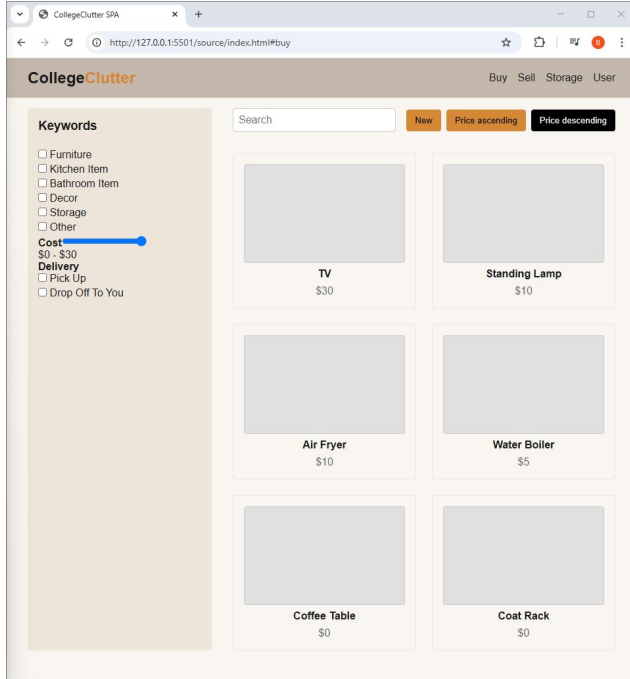 CollegeClutter SPA
http://127.0.0.1:5501/source/index.html#buy
B
CollegeClutter
Buy Sell Storage User
Keywords
Furniture
Kitchen Item
Bathroom Item
Decor
Storage
Other
Cost
$0 - $30
Delivery
Pick Up
Drop Off To You
Search
New
Price ascending
Price descending
TV
$30
Standing Lamp
$10
Air Fryer
$10
Water Boiler
$5
Coffee Table
$0
Coat Rack
$0